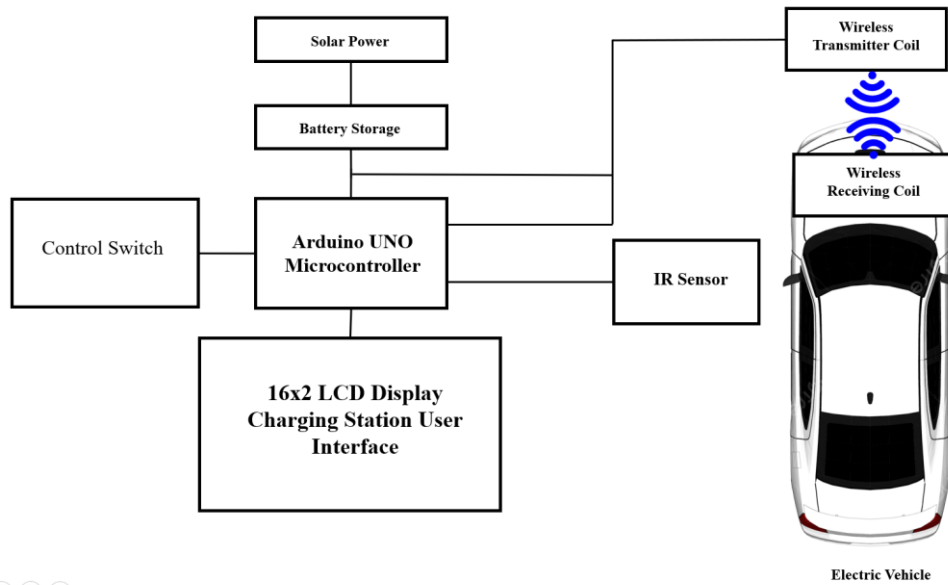 Solar Power
Wireless
Transmitter Coil
Battery Storage
Wireless
Receiving Coil
Control Switch
Arduino UNO
Microcontroller
IR Sensor
16x2 LCD Display
Charging Station User
Interface
Electric Vehicle